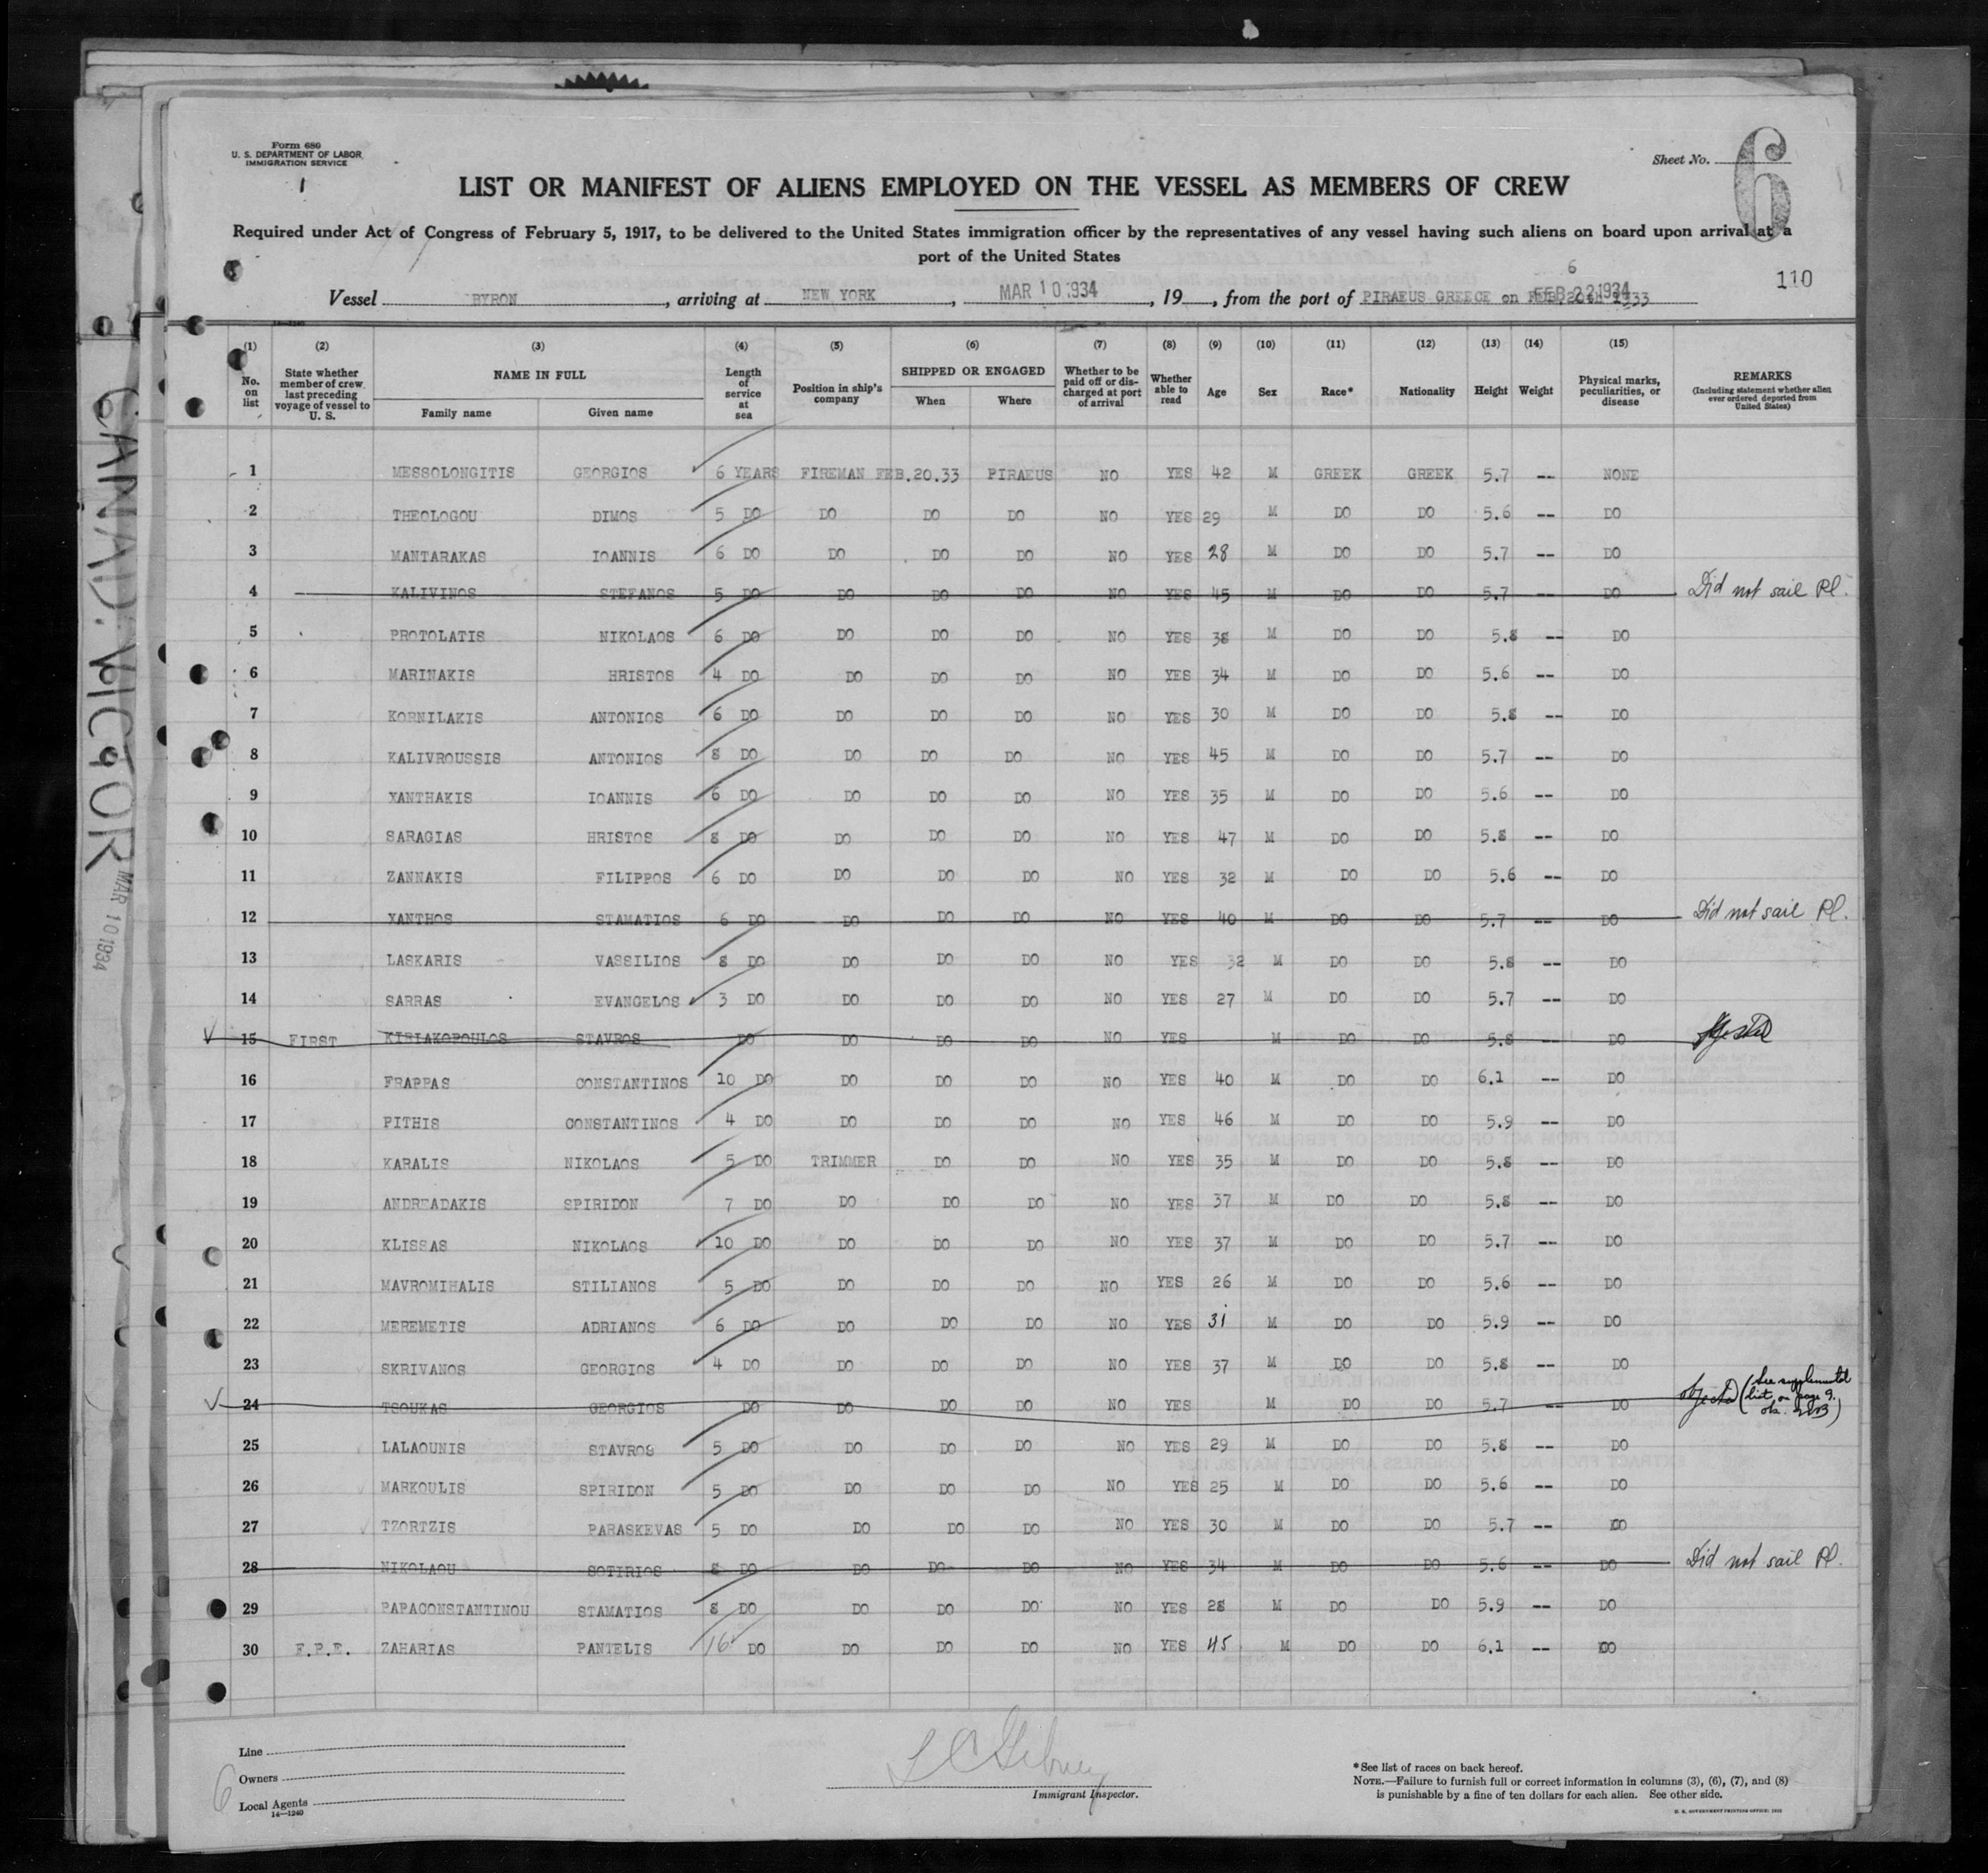 Form 680
U. S. DEPARTMENT OF LABOR
IMMIGRATION SERVICE
1
Sheet No. 6
LIST OR MANIFEST OF ALIENS EMPLOYED ON THE VESSEL AS MEMBERS OF CREW
Required under Act of Congress of February 5, 1917, to be delivered to the United States immigration officer by the representatives of any vessel having such aliens on board upon arrival at a
port of the United States
6
110
Vessel BYRON, arriving at NEW YORK, MAR 10 1934, 19, from the port of PIRAEUS GREECE on FEB 22 1934
(1) (2) (3) (4) (5) (6) (7) (8) (9) (10) (11) (12) (13) (14) (15)
No. on list State whether member of crew last preceding voyage of vessel to U. S. NAME IN FULL Family name Given name Length of service at sea Position in ship's company SHIPPED OR ENGAGED When Where Whether to be paid off or discharged at port of arrival Whether able to read Age Sex Race* Nationality Height Weight Physical marks, peculiarities, or disease REMARKS (Including statement whether alien ever ordered deported from United States)
1 MESSOLONGITIS GEORGIOS 6 YEARS FIREMAN FEB.20.33 PIRAEUS NO YES 42 M GREEK GREEK 5.7 -- NONE
2 THEOLOGOU DIMOS 5 DO DO DO DO NO YES 29 M DO DO 5.6 -- DO
3 MANTARAKAS IOANNIS 6 DO DO DO DO NO YES 28 M DO DO 5.7 -- DO
4 KALIVINOS STEFANOS 5 DO DO DO DO NO YES 45 M DO DO 5.7 -- DO Did not sail Pl.
5 PROTOLATIS NIKOLAOS 6 DO DO DO DO NO YES 38 M DO DO 5.8 -- DO
6 MARINAKIS HRISTOS 4 DO DO DO DO NO YES 34 M DO DO 5.6 -- DO
7 KORNILAKIS ANTONIOS 6 DO DO DO DO NO YES 30 M DO DO 5.8 -- DO
8 KALIVROUSSIS ANTONIOS 8 DO DO DO DO NO YES 45 M DO DO 5.7 -- DO
9 XANTHAKIS IOANNIS 6 DO DO DO DO NO YES 35 M DO DO 5.6 -- DO
10 SARAGIAS HRISTOS 8 DO DO DO DO NO YES 47 M DO DO 5.8 -- DO
11 ZANNAKIS FILIPPOS 6 DO DO DO DO NO YES 32 M DO DO 5.6 -- DO
12 XANTHOS STAMATIOS 6 DO DO DO DO NO YES 40 M DO DO 5.7 -- DO Did not sail Pl.
13 LASKARIS VASSILIOS 8 DO DO DO DO NO YES 32 M DO DO 5.8 -- DO
14 SARRAS EVANGELOS 3 DO DO DO DO NO YES 27 M DO DO 5.7 -- DO
15 FIRST KIRIAKOPOULOS STAVROS DO DO DO DO NO YES M DO DO 5.8 -- DO
16 FRAPPAS CONSTANTINOS 10 DO DO DO DO NO YES 40 M DO DO 6.1 -- DO
17 PITHIS CONSTANTINOS 4 DO DO DO DO NO YES 46 M DO DO 5.9 -- DO
18 KARALIS NIKOLAOS 5 DO TRIMMER DO DO NO YES 35 M DO DO 5.8 -- DO
19 ANDREADAKIS SPIRIDON 7 DO DO DO DO NO YES 37 M DO DO 5.8 -- DO
20 KLISSAS NIKOLAOS 10 DO DO DO DO NO YES 37 M DO DO 5.7 -- DO
21 MAVROMIHALIS STILIANOS 5 DO DO DO DO NO YES 26 M DO DO 5.6 -- DO
22 MEREMETIS ADRIANOS 6 DO DO DO DO NO YES 31 M DO DO 5.9 -- DO
23 SKRIVANOS GEORGIOS 4 DO DO DO DO NO YES 37 M DO DO 5.8 -- DO
24 TSOUKAS GEORGIOS DO DO DO DO NO YES M DO DO 5.7 -- DO (See supplemental list, on page 9.
25 LALAOUNIS STAVROS 5 DO DO DO DO NO YES 29 M DO DO 5.8 -- DO
26 MARKOULIS SPIRIDON 5 DO DO DO DO NO YES 25 M DO DO 5.6 -- DO
27 TZORTZIS PARASKEVAS 5 DO DO DO DO NO YES 30 M DO DO 5.7 -- DO
28 NIKOLAOU SOTIRIOS 8 DO DO DO DO NO YES 34 M DO DO 5.6 -- DO Did not sail Pl.
29 PAPACONSTANTINOU STAMATIOS 8 DO DO DO DO NO YES 28 M DO DO 5.9 -- DO
30 F.P.E. ZAHARIAS PANTELIS 16 DO DO DO DO NO YES 45 M DO DO 6.1 -- DO
Line
Owners
Local Agents
14—1240
6
Immigrant Inspector.
*See list of races on back hereof.
NOTE.—Failure to furnish full or correct information in columns (3), (6), (7), and (8)
is punishable by a fine of ten dollars for each alien. See other side.
U. S. GOVERNMENT PRINTING OFFICE: 1932
CANAD. VICTOR
MAR 10 1934